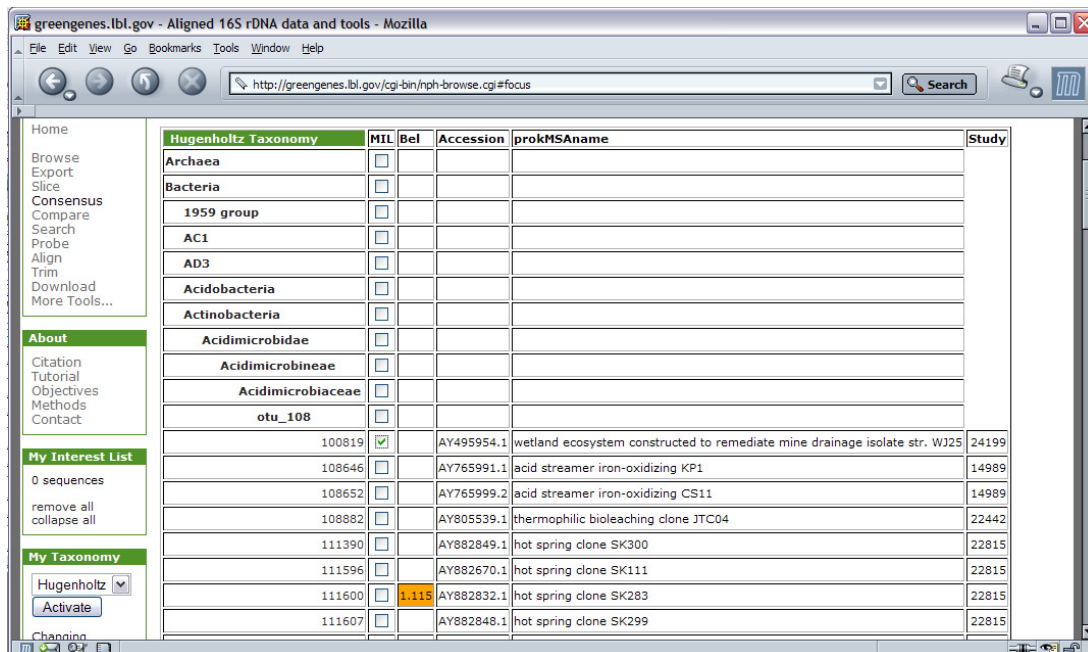 greengenes.lbl.gov - Aligned 16S rDNA data and tools - Mozilla
File Edit View Go Bookmarks Tools Window Help
http://greengenes.lbl.gov/cgi-bin/nph-browse.cgi#focus
Search
Home
Browse
Export
Slice
Consensus
Compare
Search
Probe
Align
Trim
Download
More Tools...
About
Citation
Tutorial
Objectives
Methods
Contact
My Interest List
0 sequences
remove all
collapse all
My Taxonomy
Hugenholtz
Activate
Changing
Hugenholtz Taxonomy MIL Bel Accession prokMSAname Study
Archaea
Bacteria
1959 group
AC1
AD3
Acidobacteria
Actinobacteria
Acidimicrobidae
Acidimicrobineae
Acidimicrobiaceae
otu_108
100819 AY495954.1 wetland ecosystem constructed to remediate mine drainage isolate str. WJ25 24199
108646 AY765991.1 acid streamer iron-oxidizing KP1 14989
108652 AY765999.2 acid streamer iron-oxidizing CS11 14989
108882 AY805539.1 thermophilic bioleaching clone JTC04 22442
111390 AY882849.1 hot spring clone SK300 22815
111596 AY882670.1 hot spring clone SK111 22815
111600 1.115 AY882832.1 hot spring clone SK283 22815
111607 AY882848.1 hot spring clone SK299 22815